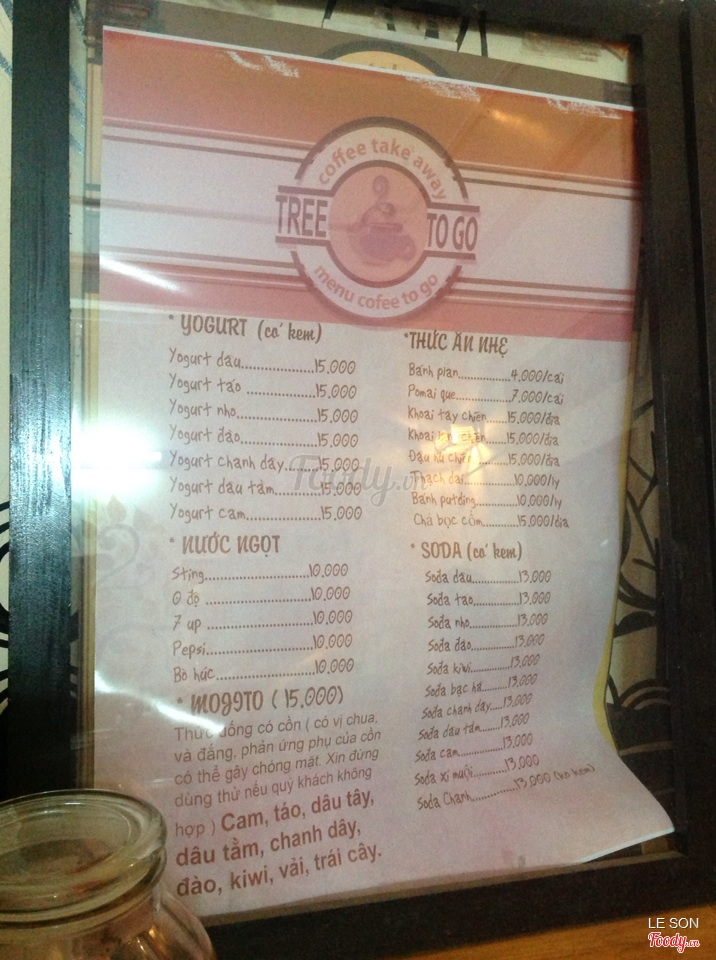 coffee take away
TREE TO GO
menu cofee to go
* YOGURT (có kem)
Yogurt dâu....................15,000
Yogurt táo ....................15,000
Yogurt nho....................15,000
Yogurt đào....................15,000
Yogurt chanh dây........15,000
Yogurt dâu tằm............15,000
Yogurt cam....................15,000
* NƯỚC NGỌT
Sting..........................10,000
O độ ..........................10,000
7 up ..........................10,000
Pepsi..........................10,000
Bò húc........................10,000
* MOJITO ( 15,000)
Thức uống có cồn ( có vị chua,
và đắng, phản ứng phụ của cồn
có thể gây chóng mặt. Xin đừng
dùng thử nếu quý khách không
hợp ) Cam, táo, dâu tây,
dâu tằm, chanh dây,
đào, kiwi, vải, trái cây.
* THỨC ĂN NHẸ
Bánh plan..............4,000/cái
Pomai que..............7,000/cái
Khoai tây chiên.....15,000/dĩa
Khoai chiên.....15,000/dĩa
Đậu hủ chiên........15,000/dĩa
Thạch dai..............10,000/ly
Bánh putding........10,000/ly
Chả bọc cốm........15,000/dĩa
* SODA (có kem)
Soda dâu..............13,000
Soda táo..............13,000
Soda nho..............13,000
Soda đào..............13,000
Soda kiwi..............13,000
Soda bạc hà..........13,000
Soda chanh dây....13,000
Soda dâu tằm........13,000
Soda cam..............13,000
Soda xí muội.........13,000
Soda Chanh...............13,000 (ko kem)
Foody.vn
LE SON
Foody.vn